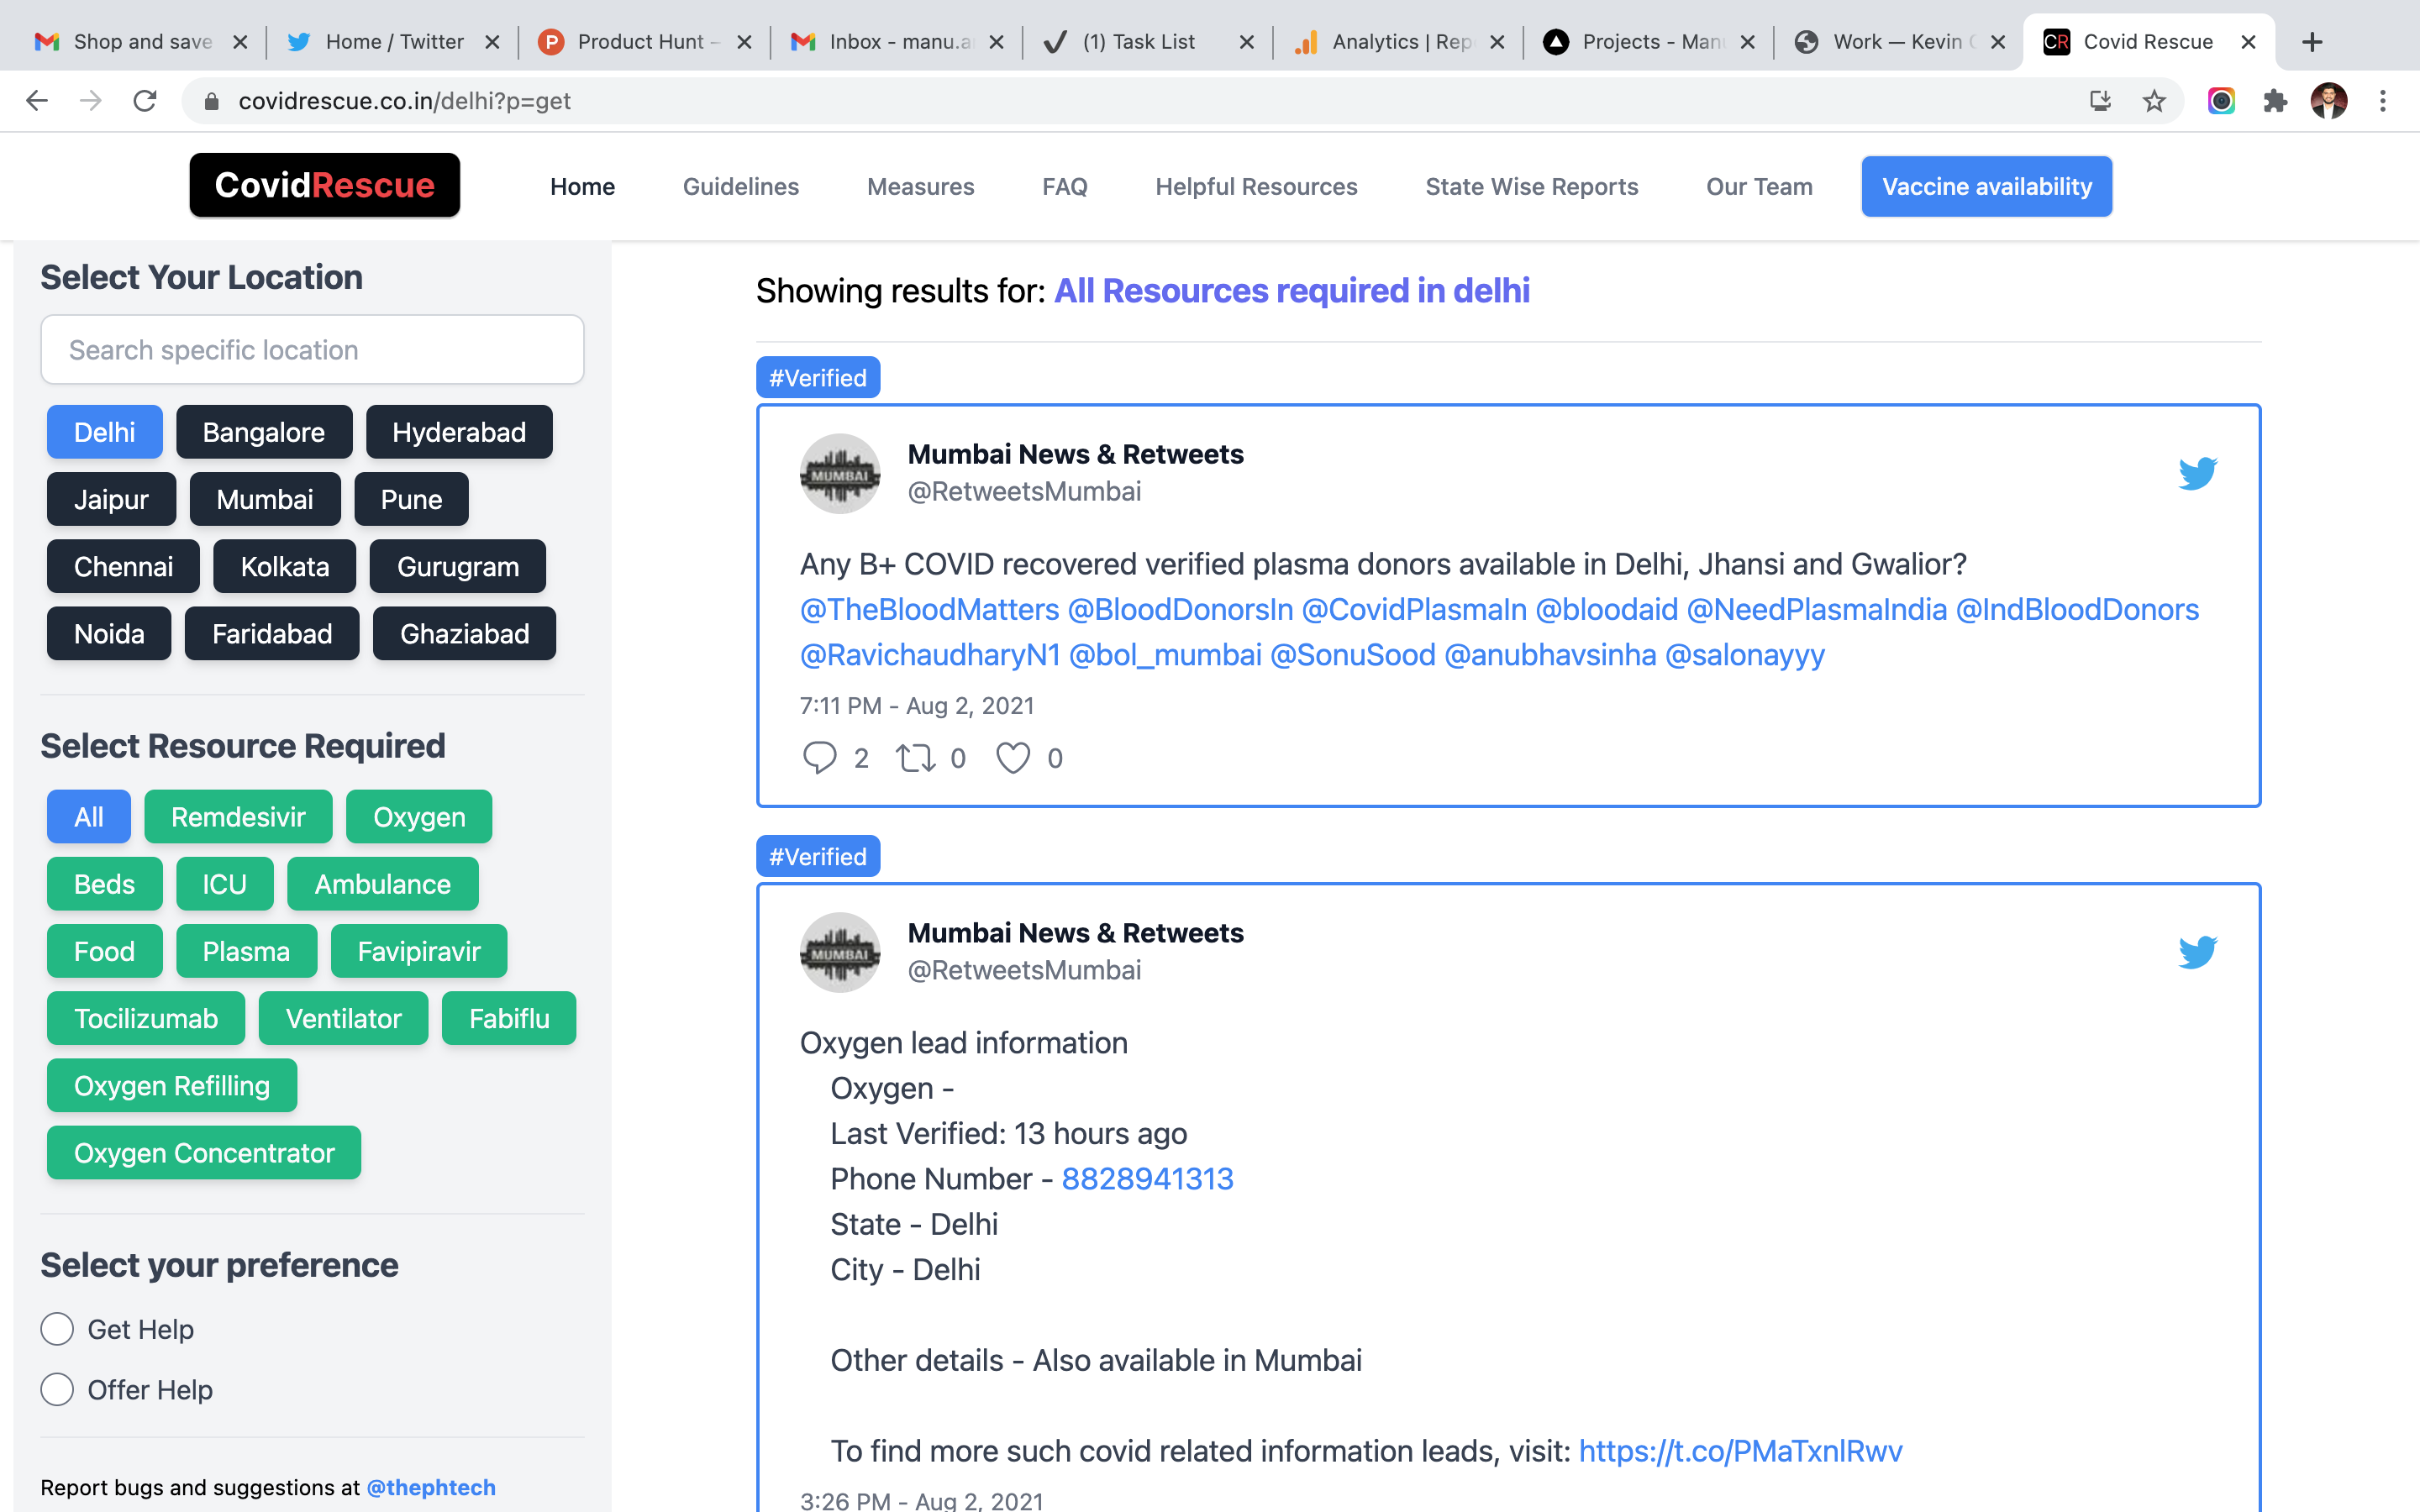 Shop and save
Home / Twitter
Product Hunt -
Inbox - manu.a
(1) Task List
Analytics | Rep
Projects - Man
Work — Kevin
Covid Rescue
covidrescue.co.in/delhi?p=get
CovidRescue
Home
Guidelines
Measures
FAQ
Helpful Resources
State Wise Reports
Our Team
Vaccine availability
Select Your Location
Search specific location
Delhi Bangalore Hyderabad
Jaipur Mumbai Pune
Chennai Kolkata Gurugram
Noida Faridabad Ghaziabad
Select Resource Required
All Remdesivir Oxygen
Beds ICU Ambulance
Food Plasma Favipiravir
Tocilizumab Ventilator Fabiflu
Oxygen Refilling
Oxygen Concentrator
Select your preference
Get Help
Offer Help
Report bugs and suggestions at @thephtech
Showing results for: All Resources required in delhi
#Verified
MUMBAI
Mumbai News & Retweets
@RetweetsMumbai
Any B+ COVID recovered verified plasma donors available in Delhi, Jhansi and Gwalior?
@TheBloodMatters @BloodDonorsIn @CovidPlasmaIn @bloodaid @NeedPlasmaIndia @IndBloodDonors
@RavichaudharyN1 @bol_mumbai @SonuSood @anubhavsinha @salonayyy
7:11 PM - Aug 2, 2021
2 0 0
#Verified
MUMBAI
Mumbai News & Retweets
@RetweetsMumbai
Oxygen lead information
Oxygen -
Last Verified: 13 hours ago
Phone Number - 8828941313
State - Delhi
City - Delhi
Other details - Also available in Mumbai
To find more such covid related information leads, visit: https://t.co/PMaTxnlRwv
3:26 PM - Aug 2, 2021